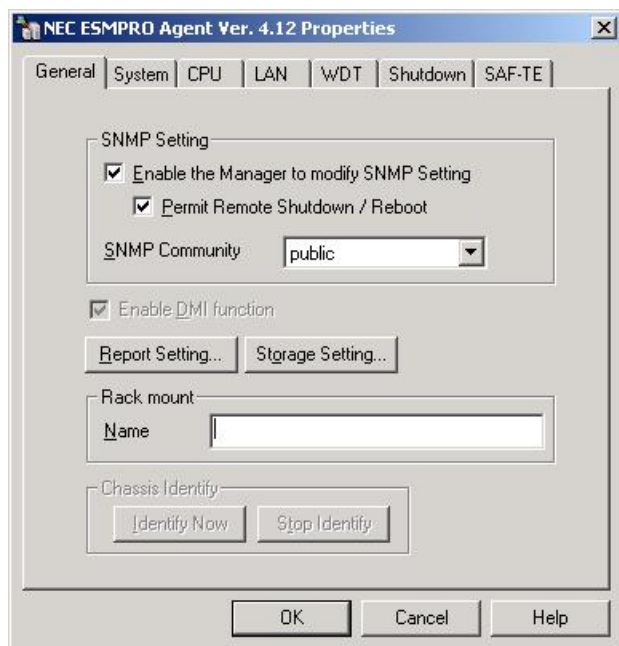 NEC ESMPRO Agent Ver. 4.12 Properties
General System CPU LAN WDT Shutdown SAF-TE
SNMP Setting
Enable the Manager to modify SNMP Setting
Permit Remote Shutdown / Reboot
SNMP Community public
Enable DMI function
Report Setting... Storage Setting...
Rack mount
Name
Chassis Identify
Identify Now Stop Identify
OK Cancel Help